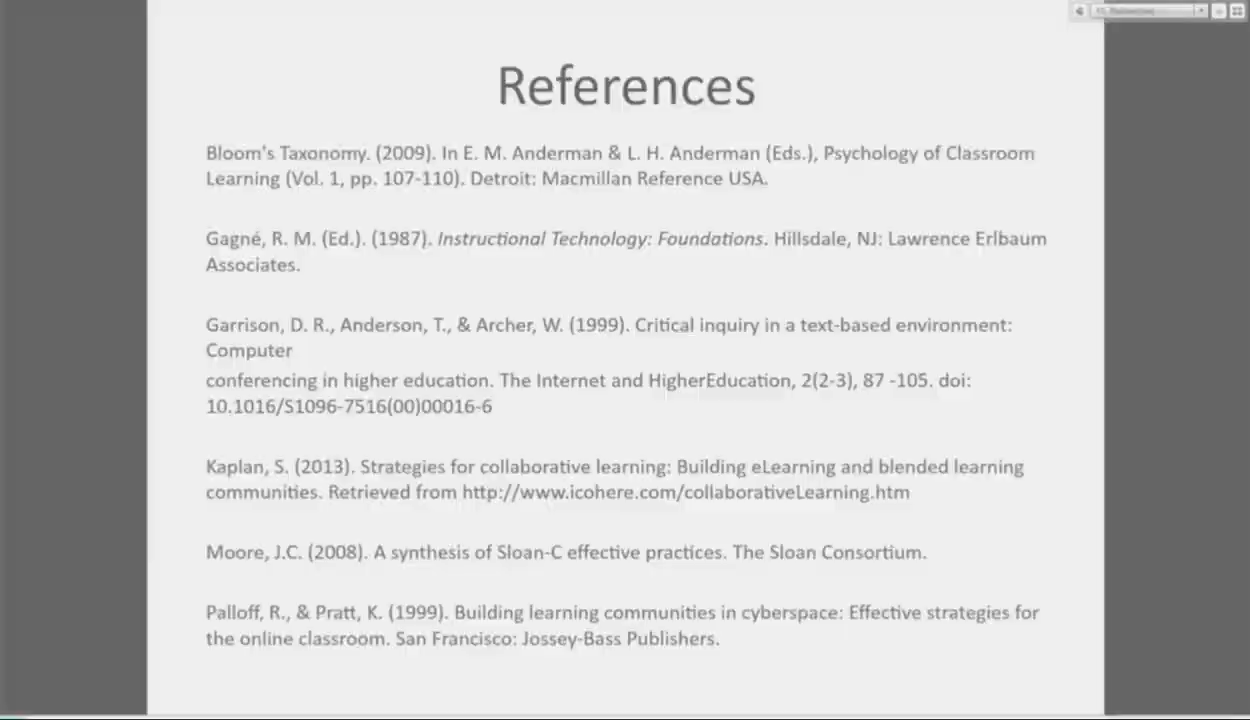 References
Bloom's Taxonomy. (2009). In E. M. Anderman & L. H. Anderman (Eds.), Psychology of Classroom
Learning (Vol. 1, pp. 107-110). Detroit: Macmillan Reference USA.
Gagné, R. M. (Ed.). (1987). Instructional Technology: Foundations. Hillsdale, NJ: Lawrence Erlbaum
Associates.
Garrison, D. R., Anderson, T., & Archer, W. (1999). Critical inquiry in a text-based environment:
Computer
conferencing in higher education. The Internet and HigherEducation, 2(2-3), 87 -105. doi:
10.1016/S1096-7516(00)00016-6
Kaplan, S. (2013). Strategies for collaborative learning: Building eLearning and blended learning
communities. Retrieved from http://www.icohere.com/collaborativeLearning.htm
Moore, J.C. (2008). A synthesis of Sloan-C effective practices. The Sloan Consortium.
Palloff, R., & Pratt, K. (1999). Building learning communities in cyberspace: Effective strategies for
the online classroom. San Francisco: Jossey-Bass Publishers.